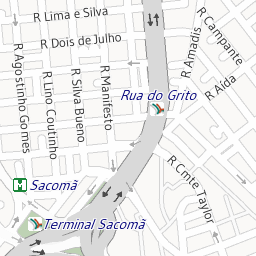 R Lima e Silva
R Dois de Julho
R Amadis
R Campante
R Aída
R Agostinho Gomes
R Lino Coutinho
R Silva Bueno
R Manifesto
Rua do Grito
R Cmte Taylor
M Sacomã
Terminal Sacomã